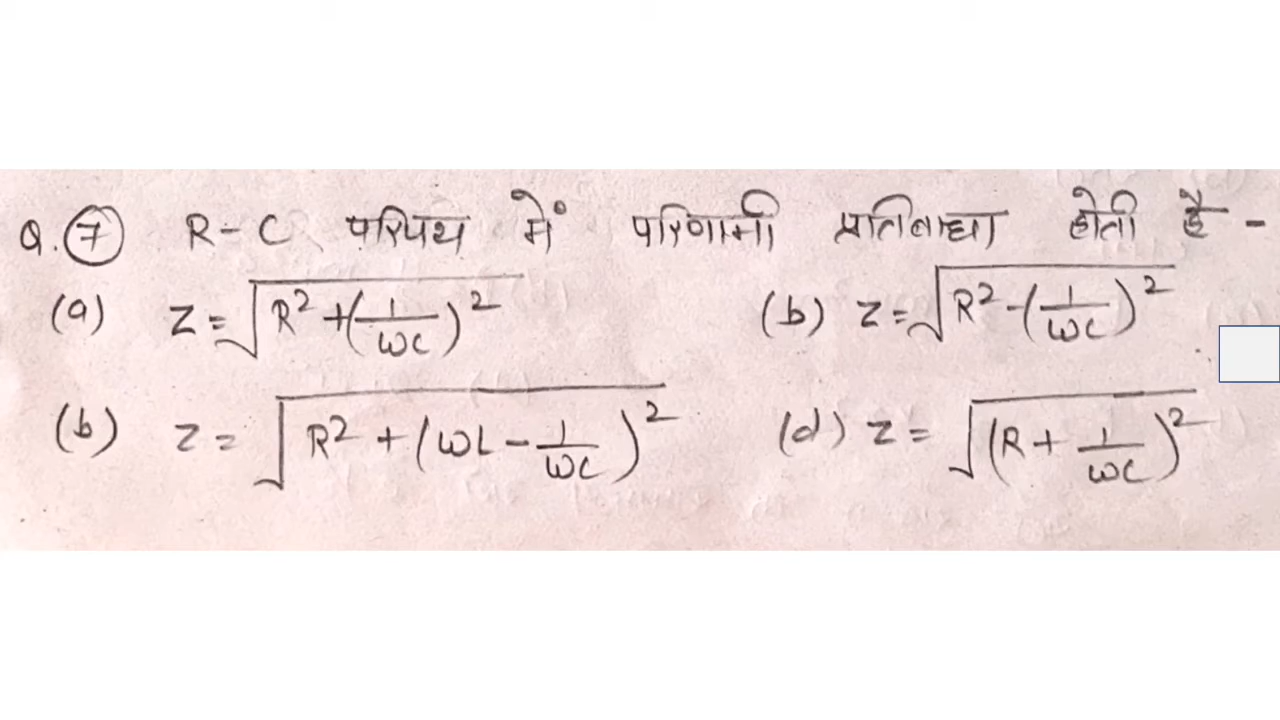 Q. 7 R-C परिपथ में परिणामी प्रतिबाधा होती है -
(a) Z = √(R² + (1/ωC)²) (b) Z = √(R² - (1/ωC)²)
(b) Z = √(R² + (ωL - 1/ωC)²) (d) Z = √((R + 1/ωC)²)